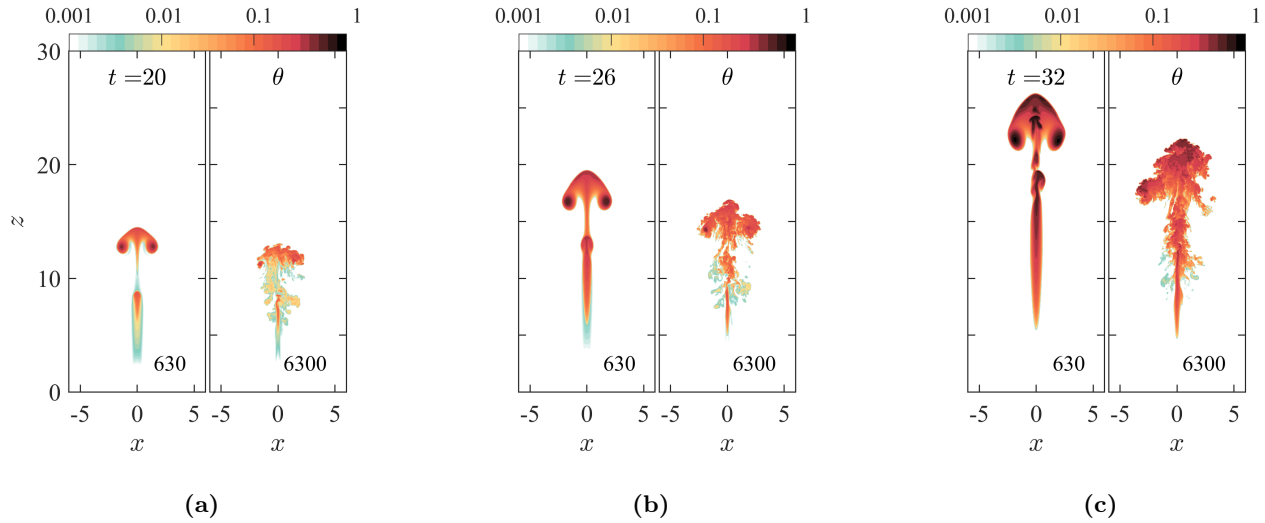 0.001 0.01 0.1 1 0.001 0.01 0.1 1 0.001 0.01 0.1 1
30
t =20 θ t =26 θ t =32 θ
20
z
10
630 6300 630 6300 630 6300
0
-5 0 5 -5 0 5 -5 0 5 -5 0 5 -5 0 5 -5 0 5
x x x x x x
(a) (b) (c)